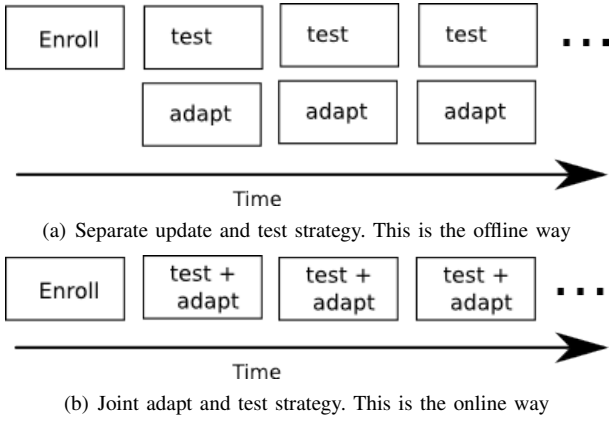 Enroll test test test ...
adapt adapt adapt
Time
(a) Separate update and test strategy. This is the offline way
Enroll test + adapt test + adapt test + adapt ...
Time
(b) Joint adapt and test strategy. This is the online way